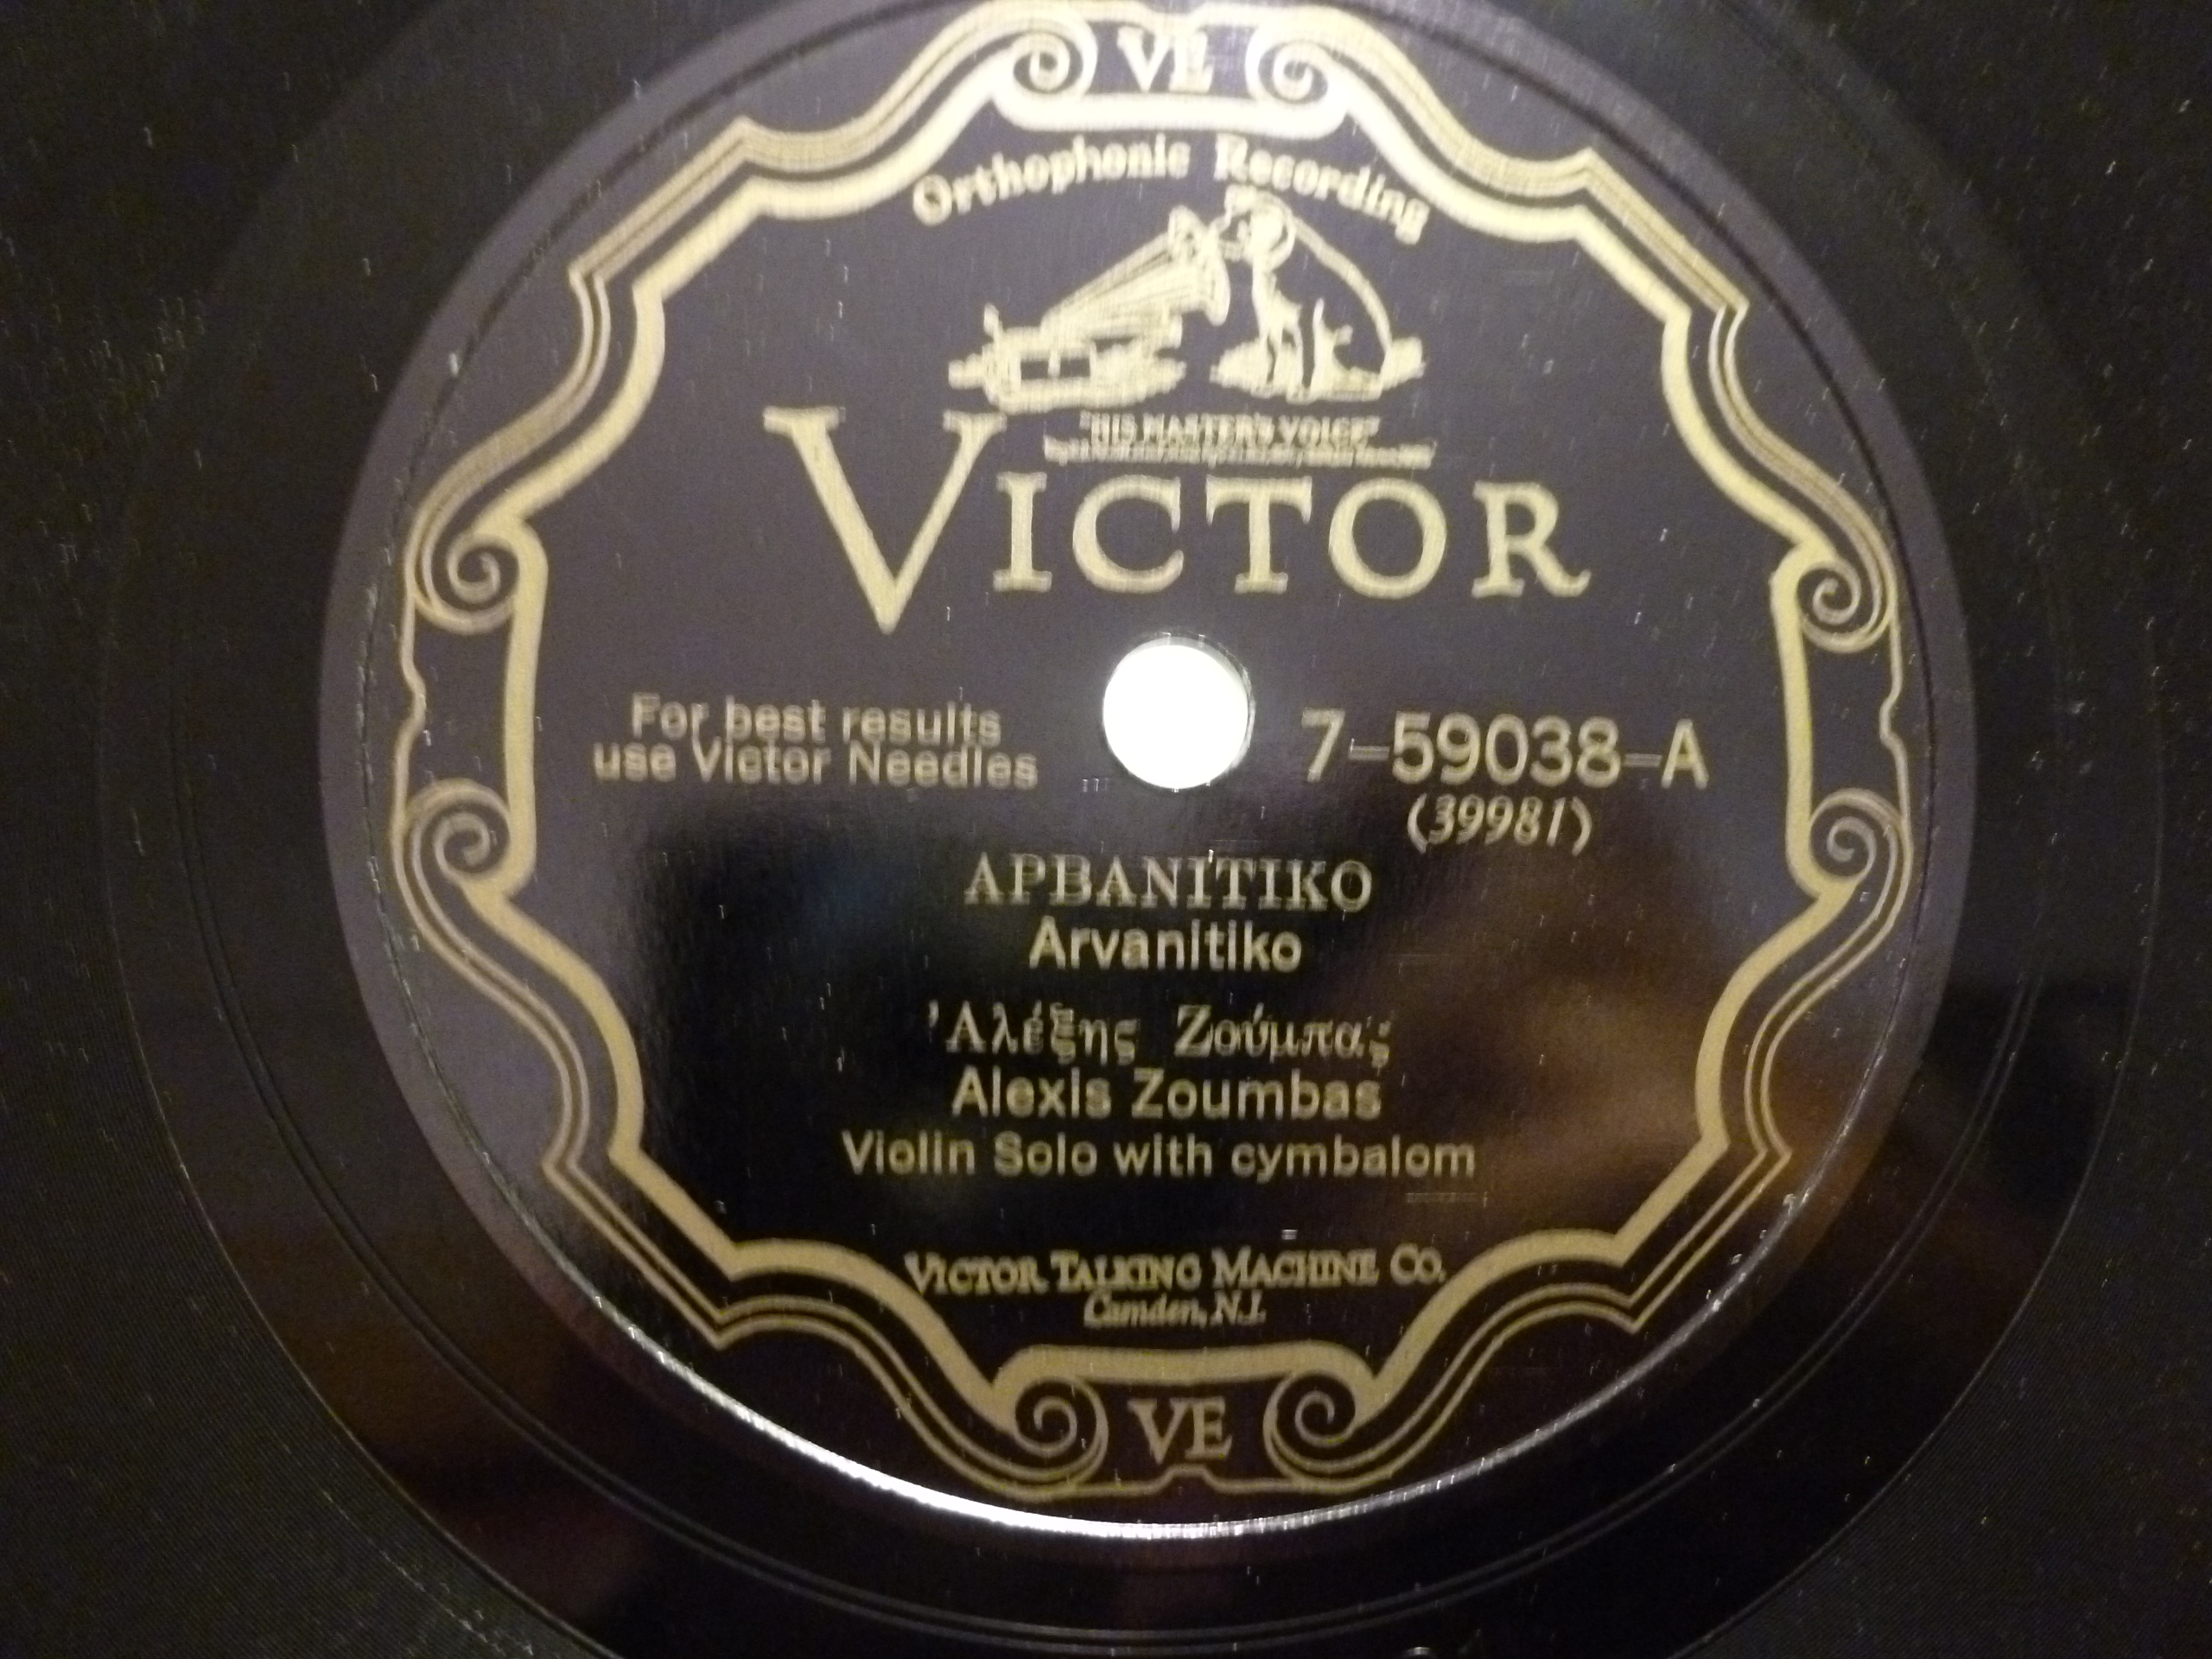 VE
Orthophonic Recording
"HIS MASTER'S VOICE"
VICTOR
For best results
use Victor Needles
7-59038-A
(39981)
ΑΡΒΑΝΙΤΙΚΟ
Arvanitiko
'Αλέξης Ζούμπας
Alexis Zoumbas
Violin Solo with cymbalom
VICTOR TALKING MACHINE CO.
Camden, N.J.
VE